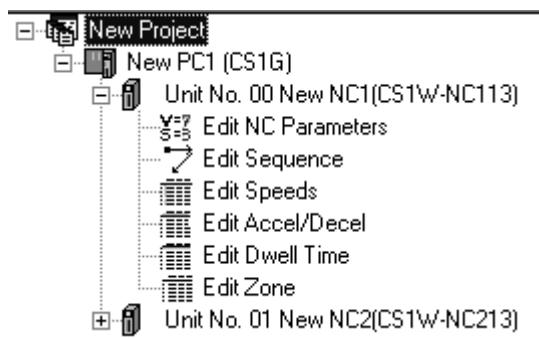 New Project
New PC1 (CS1G)
Unit No. 00 New NC1(CS1W-NC113)
Edit NC Parameters
Edit Sequence
Edit Speeds
Edit Accel/Decel
Edit Dwell Time
Edit Zone
Unit No. 01 New NC2(CS1W-NC213)